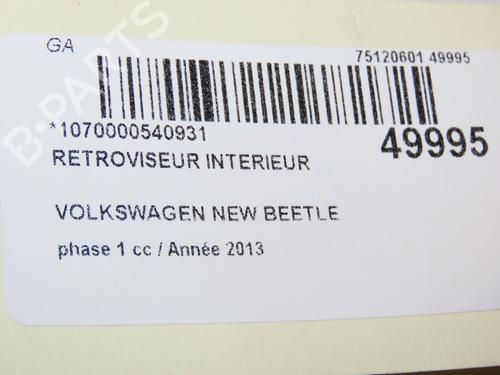 GA
75120601 49995
*1070000540931
49995
RETROVISEUR INTERIEUR
VOLKSWAGEN NEW BEETLE
phase 1 cc / Année 2013
B-PARTS